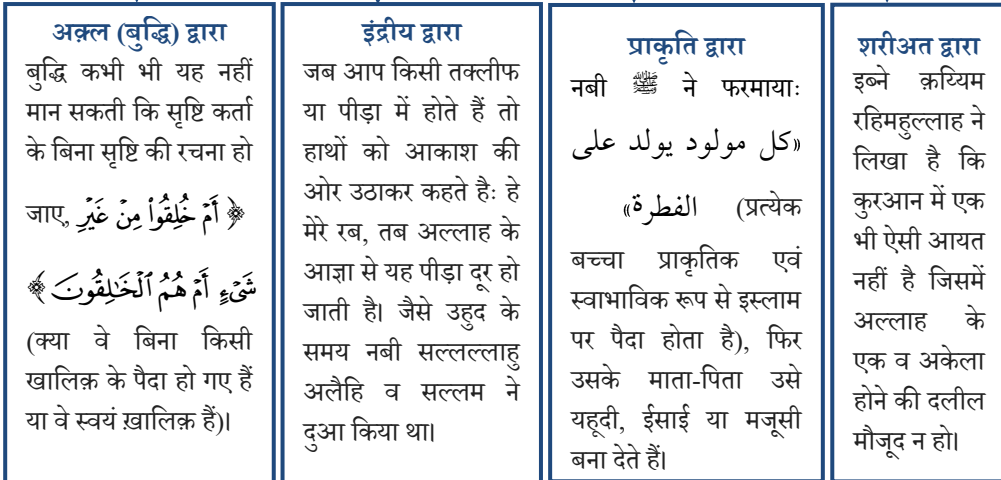 अक़्ल (बुद्धि) द्वारा
बुद्धि कभी भी यह नहीं
मान सकती कि सृष्टि कर्ता
के बिना सृष्टि की रचना हो
जाए, ﴿ أَمْ خُلِقُوا۟ مِنْ غَيْرِ
شَىْءٍ أَمْ هُمُ ٱلْخَـٰلِقُونَ ﴾
(क्या वे बिना किसी
खालिक़ के पैदा हो गए हैं
या वे स्वयं ख़ालिक़ हैं)।
इंद्रीय द्वारा
जब आप किसी तक्लीफ
या पीड़ा में होते हैं तो
हाथों को आकाश की
ओर उठाकर कहते हैः हे
मेरे रब, तब अल्लाह के
आज्ञा से यह पीड़ा दूर हो
जाती है। जैसे उहुद के
समय नबी सल्लल्लाहु
अलैहि व सल्लम ने
दुआ किया था।
प्राकृति द्वारा
नबी ﷺ ने फरमायाः
«كل مولود يولد على
الفطرة» (प्रत्येक
बच्चा प्राकृतिक एवं
स्वाभाविक रूप से इस्लाम
पर पैदा होता है), फिर
उसके माता-पिता उसे
यहूदी, ईसाई या मजूसी
बना देते हैं।
शरीअत द्वारा
इब्ने क़य्यिम
रहिमहुल्लाह ने
लिखा है कि
कुरआन में एक
भी ऐसी आयत
नहीं है जिसमें
अल्लाह के
एक व अकेला
होने की दलील
मौजूद न हो।